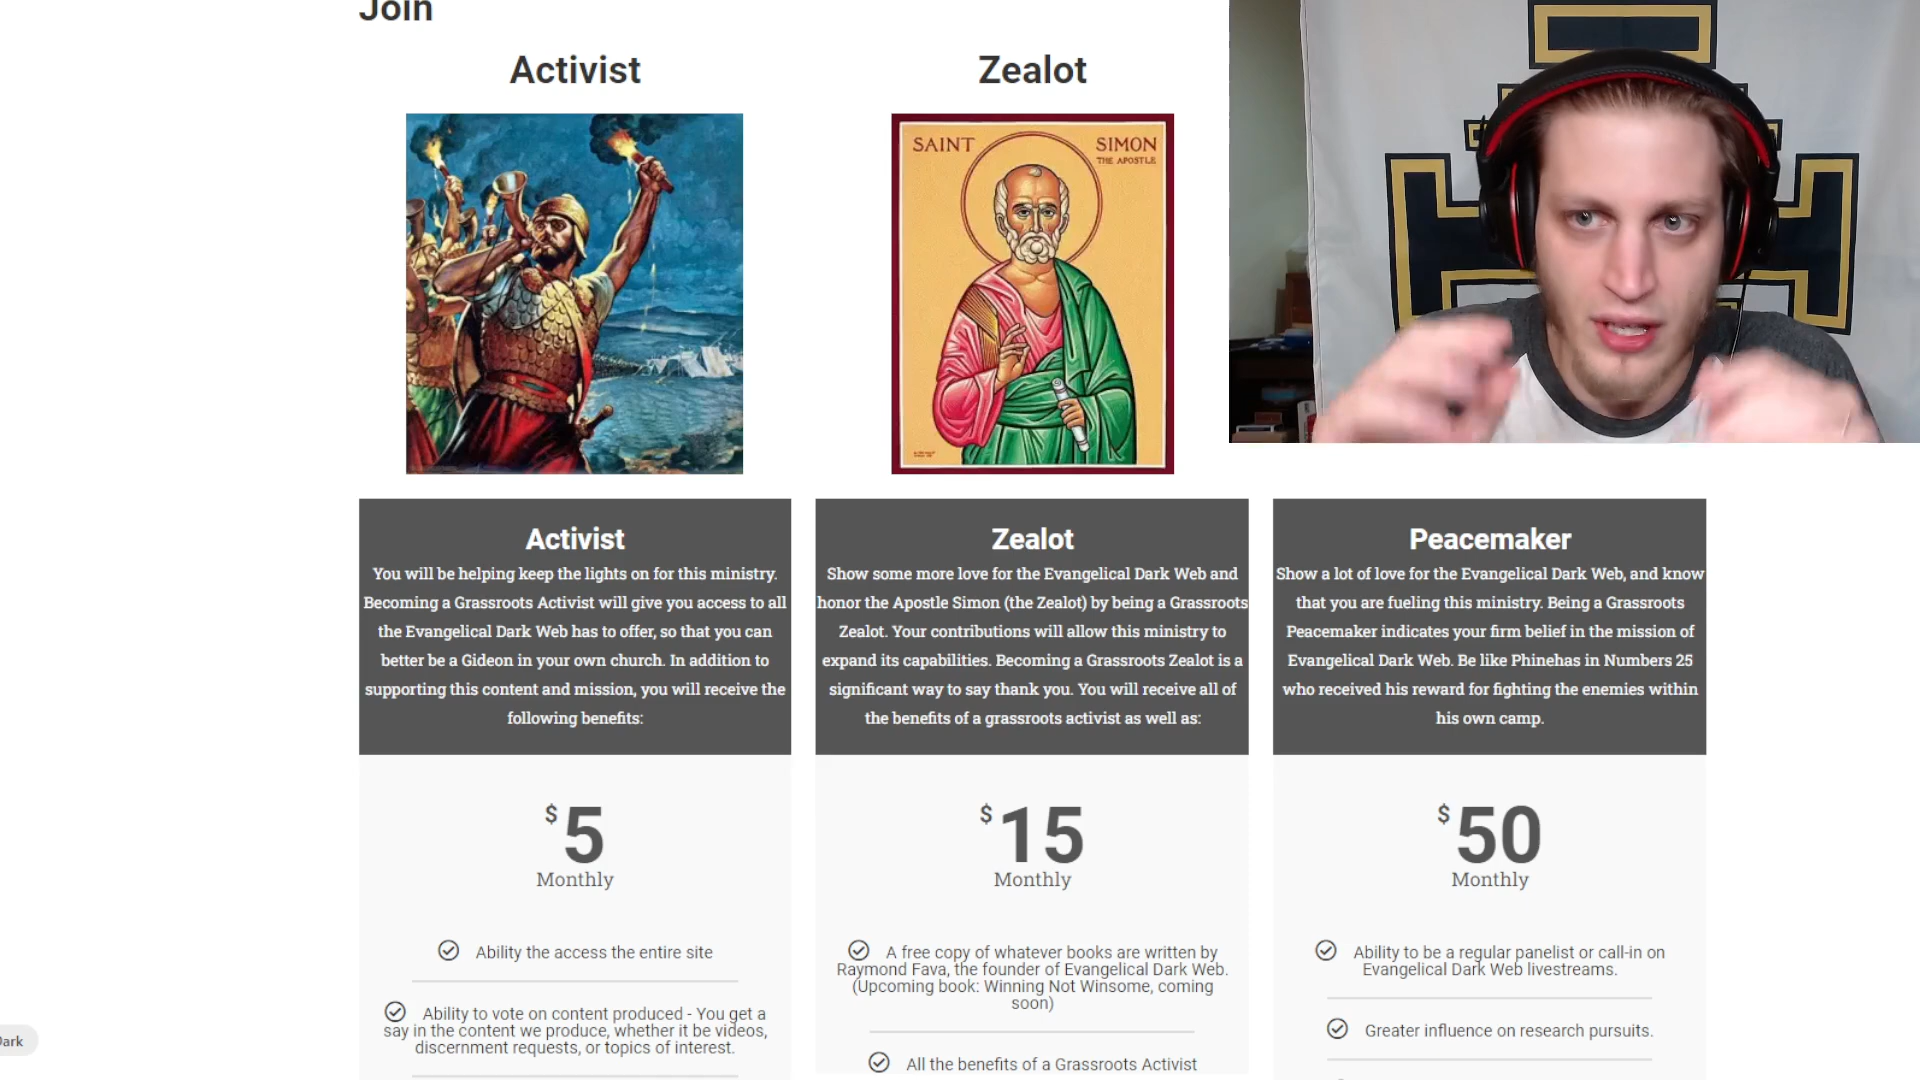 Join
Activist
Zealot
SAINT SIMON
THE APOSTLE
Activist
You will be helping keep the lights on for this ministry.
Becoming a Grassroots Activist will give you access to all
the Evangelical Dark Web has to offer, so that you can
better be a Gideon in your own church. In addition to
supporting this content and mission, you will receive the
following benefits:
$5
Monthly
Ability the access the entire site
Ability to vote on content produced - You get a
say in the content we produce, whether it be videos,
discernment requests, or topics of interest.
Zealot
Show some more love for the Evangelical Dark Web and
honor the Apostle Simon (the Zealot) by being a Grassroots
Zealot. Your contributions will allow this ministry to
expand its capabilities. Becoming a Grassroots Zealot is a
significant way to say thank you. You will receive all of
the benefits of a grassroots activist as well as:
$15
Monthly
A free copy of whatever books are written by
Raymond Fava, the founder of Evangelical Dark Web.
(Upcoming book: Winning Not Winsome, coming
soon)
All the benefits of a Grassroots Activist
Peacemaker
Show a lot of love for the Evangelical Dark Web, and know
that you are fueling this ministry. Being a Grassroots
Peacemaker indicates your firm belief in the mission of
Evangelical Dark Web. Be like Phinehas in Numbers 25
who received his reward for fighting the enemies within
his own camp.
$50
Monthly
Ability to be a regular panelist or call-in on
Evangelical Dark Web livestreams.
Greater influence on research pursuits.
Dark